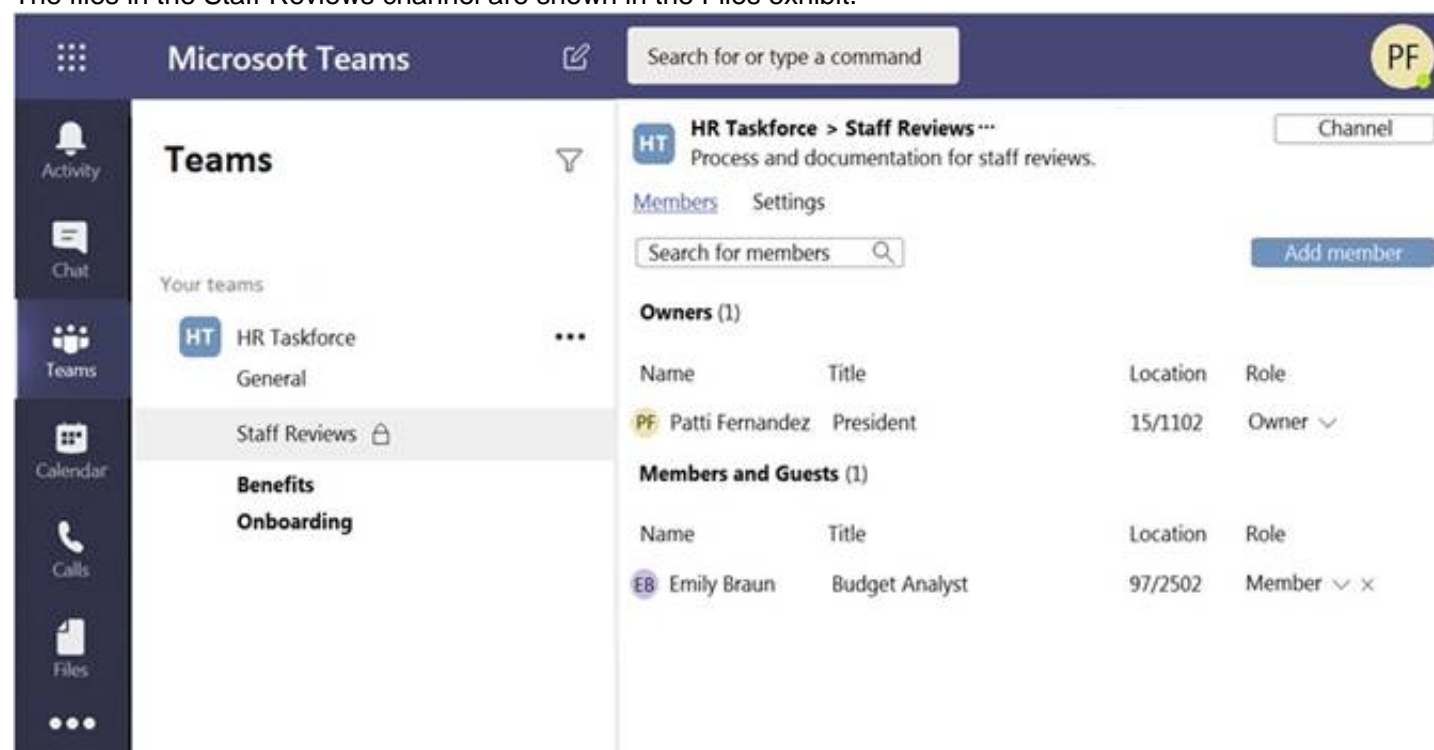 The files in the Staff Reviews channel are shown in the Files exhibit.
Microsoft Teams
Search for or type a command
PF
Activity
Chat
Teams
Calendar
Calls
Files
Teams
Your teams
HT HR Taskforce
General
Staff Reviews
Benefits
Onboarding
HT
HR Taskforce > Staff Reviews ···
Channel
Process and documentation for staff reviews.
Members Settings
Search for members
Add member
Owners (1)
Name Title Location Role
PF Patti Fernandez President 15/1102 Owner
Members and Guests (1)
Name Title Location Role
EB Emily Braun Budget Analyst 97/2502 Member ×